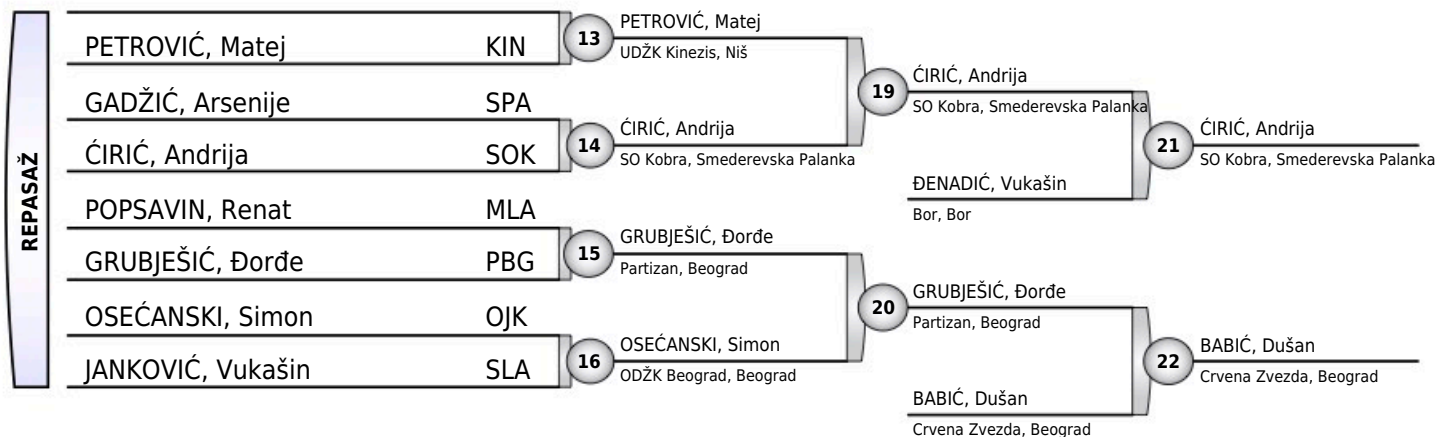 REPASAŽ
PETROVIĆ, Matej KIN
GADŽIĆ, Arsenije SPA
ĆIRIĆ, Andrija SOK
POPSAVIN, Renat MLA
GRUBJEŠIĆ, Đorđe PBG
OSEĆANSKI, Simon OJK
JANKOVIĆ, Vukašin SLA
13
PETROVIĆ, Matej
UDŽK Kinezis, Niš
14
ĆIRIĆ, Andrija
SO Kobra, Smederevska Palanka
15
GRUBJEŠIĆ, Đorđe
Partizan, Beograd
16
OSEĆANSKI, Simon
ODŽK Beograd, Beograd
19
ĆIRIĆ, Andrija
SO Kobra, Smederevska Palanka
ĐENADIĆ, Vukašin
Bor, Bor
20
GRUBJEŠIĆ, Đorđe
Partizan, Beograd
BABIĆ, Dušan
Crvena Zvezda, Beograd
21
ĆIRIĆ, Andrija
SO Kobra, Smederevska Palanka
22
BABIĆ, Dušan
Crvena Zvezda, Beograd